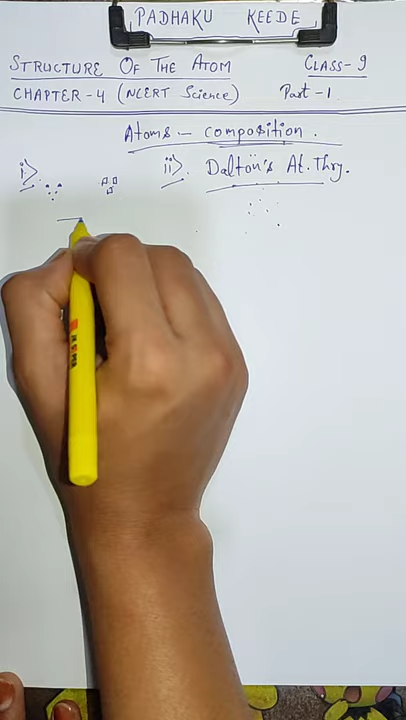 PADHAKU KEEDE
STRUCTURE OF THE ATOM
CLASS-9
CHAPTER-4 (NCERT Science)
Part-1
Atoms - composition.
i>
ii>. Dalton's At. Thry.